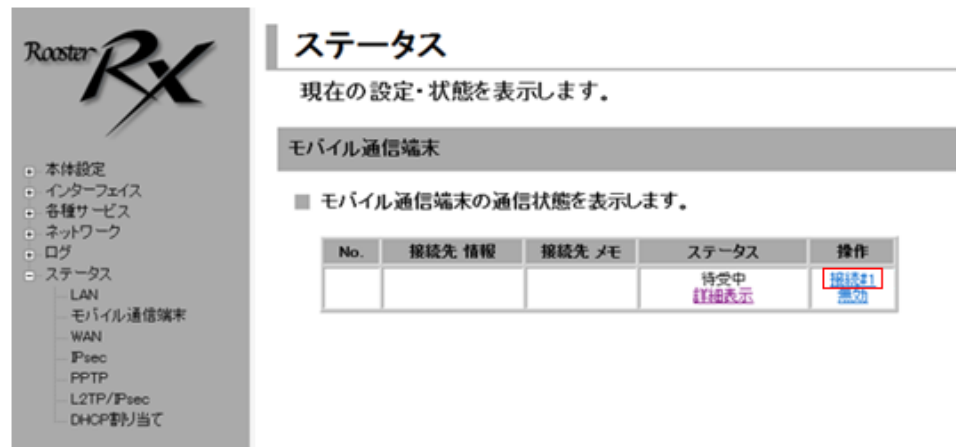 Rooster
RX
本体設定
インターフェイス
各種サービス
ネットワーク
ログ
ステータス
LAN
モバイル通信端末
WAN
IPsec
PPTP
L2TP/IPsec
DHCP割り当て
ステータス
現在の設定・状態を表示します。
モバイル通信端末
モバイル通信端末の通信状態を表示します。
No. 接続先 情報 接続先 メモ ステータス 操作
待受中 接続#1
詳細表示 無効